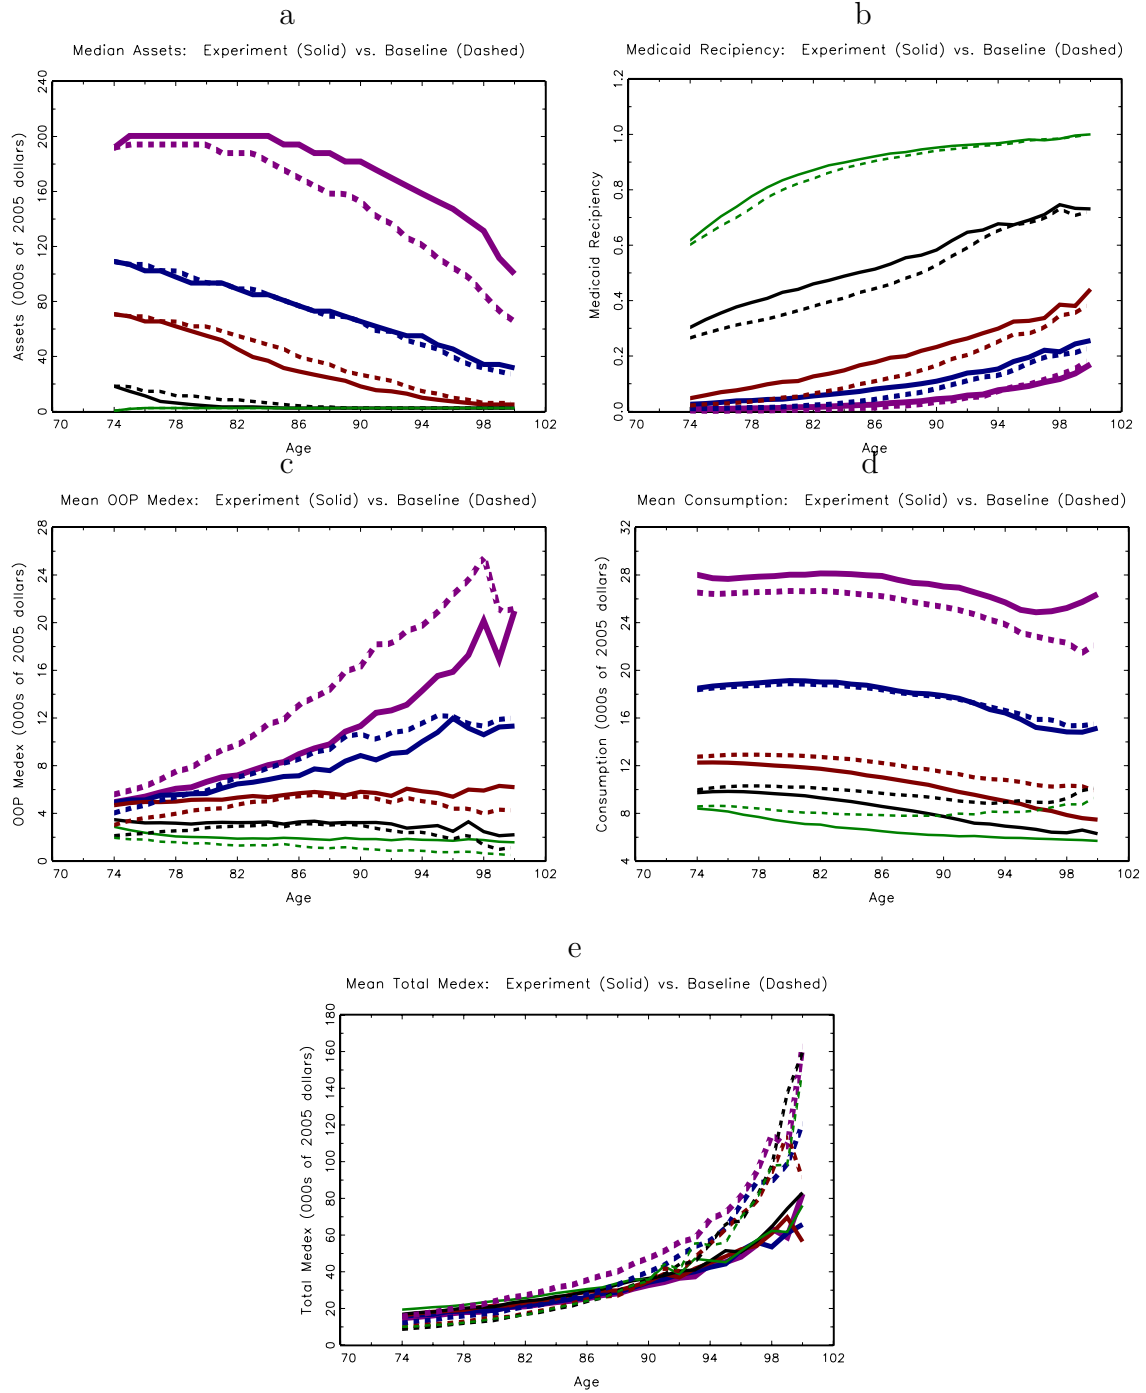 a
Median Assets: Experiment (Solid) vs. Baseline (Dashed)
Assets (000s of 2005 dollars)
240
200
160
120
80
40
0
70 74 78 82 86 90 94 98 102
Age
b
Medicaid Recipiency: Experiment (Solid) vs. Baseline (Dashed)
Medicaid Recipiency
1.2
1.0
0.8
0.6
0.4
0.2
0.0
70 74 78 82 86 90 94 98 102
Age
c
Mean OOP Medex: Experiment (Solid) vs. Baseline (Dashed)
OOP Medex (000s of 2005 dollars)
28
24
20
16
12
8
4
0
70 74 78 82 86 90 94 98 102
Age
d
Mean Consumption: Experiment (Solid) vs. Baseline (Dashed)
Consumption (000s of 2005 dollars)
32
28
24
20
16
12
8
4
70 74 78 82 86 90 94 98 102
Age
e
Mean Total Medex: Experiment (Solid) vs. Baseline (Dashed)
Total Medex (000s of 2005 dollars)
180
160
140
120
100
80
60
40
20
0
70 74 78 82 86 90 94 98 102
Age